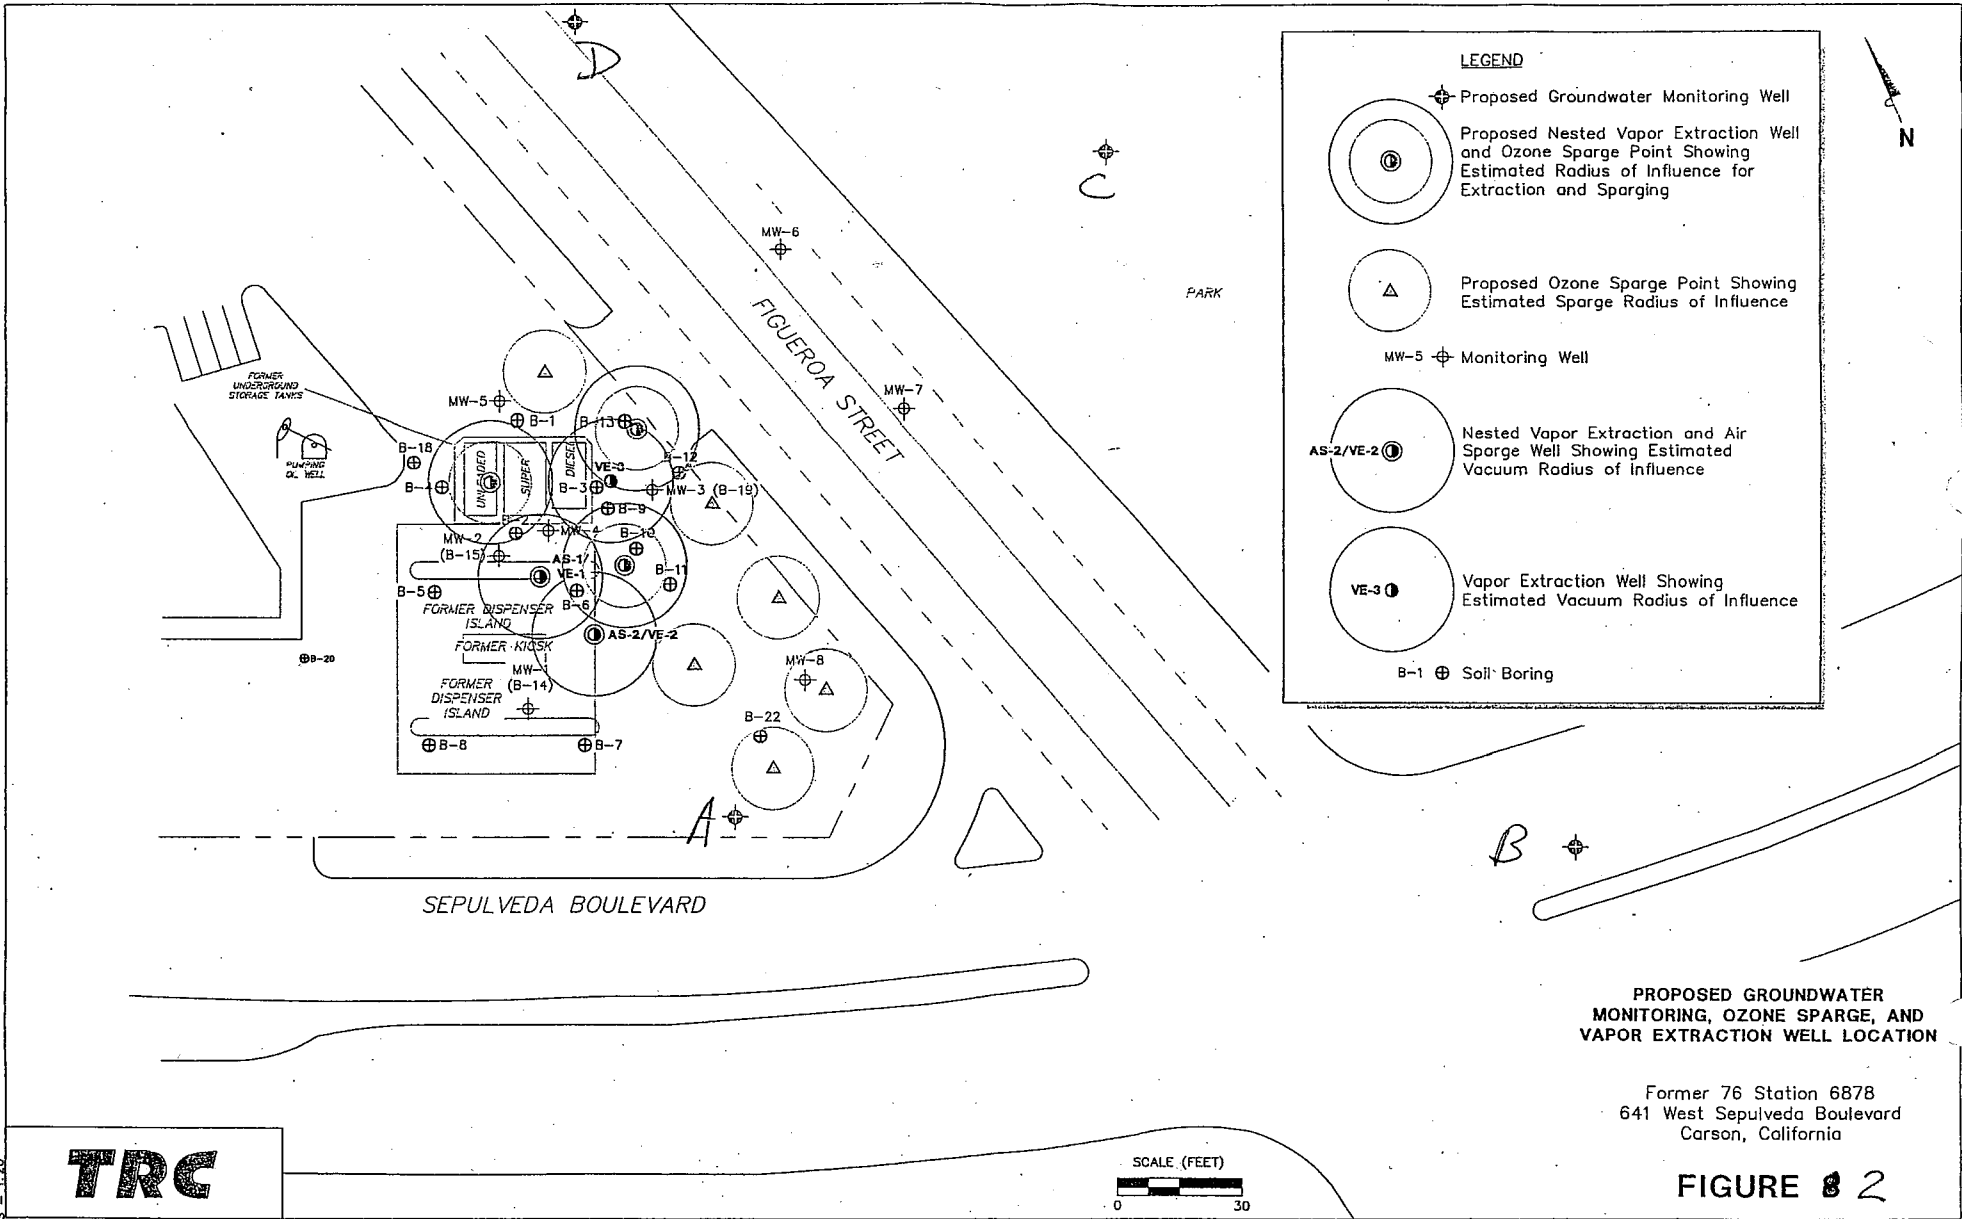 D
LEGEND
Proposed Groundwater Monitoring Well
Proposed Nested Vapor Extraction Well
and Ozone Sparge Point Showing
Estimated Radius of Influence for
Extraction and Sparging
Proposed Ozone Sparge Point Showing
Estimated Sparge Radius of Influence
MW-5 Monitoring Well
AS-2/VE-2 Nested Vapor Extraction and Air
Sparge Well Showing Estimated
Vacuum Radius of Influence
VE-3 Vapor Extraction Well Showing
Estimated Vacuum Radius of Influence
B-1 Soil Boring
N
C
MW-6
PARK
FIGUEROA STREET
MW-7
FORMER
UNDERGROUND
STORAGE TANKS
MW-5
B-1
B-13
PUMPING
OIL WELL
B-18
B-4
UNLEADED
SUPER
DIESEL
VE-3
B-3
B-12
MW-3 (B-19)
B-9
B-2
MW-4
B-10
MW-2
(B-15)
AS-1/
VE-1
B-11
B-5
B-6
FORMER DISPENSER
ISLAND
AS-2/VE-2
FORMER KIOSK
B-20
MW-1
(B-14)
FORMER
DISPENSER
ISLAND
MW-8
B-22
B-8
B-7
A
B
SEPULVEDA BOULEVARD
PROPOSED GROUNDWATER
MONITORING, OZONE SPARGE, AND
VAPOR EXTRACTION WELL LOCATION
Former 76 Station 6878
641 West Sepulveda Boulevard
Carson, California
TRC
SCALE (FEET)
0 30
FIGURE 8 2